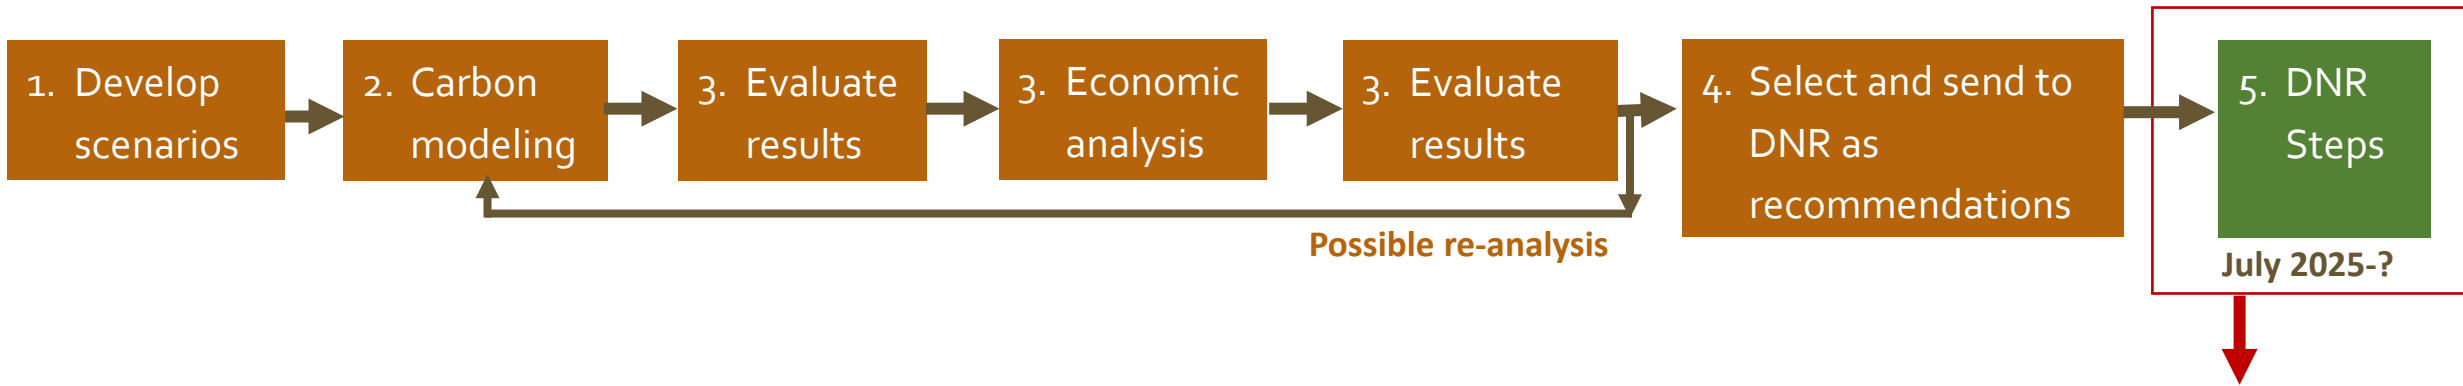 1. Develop
scenarios
2. Carbon
modeling
3. Evaluate
results
3. Economic
analysis
3. Evaluate
results
4. Select and send to
DNR as
recommendations
5. DNR
Steps
Possible re-analysis
July 2025-?